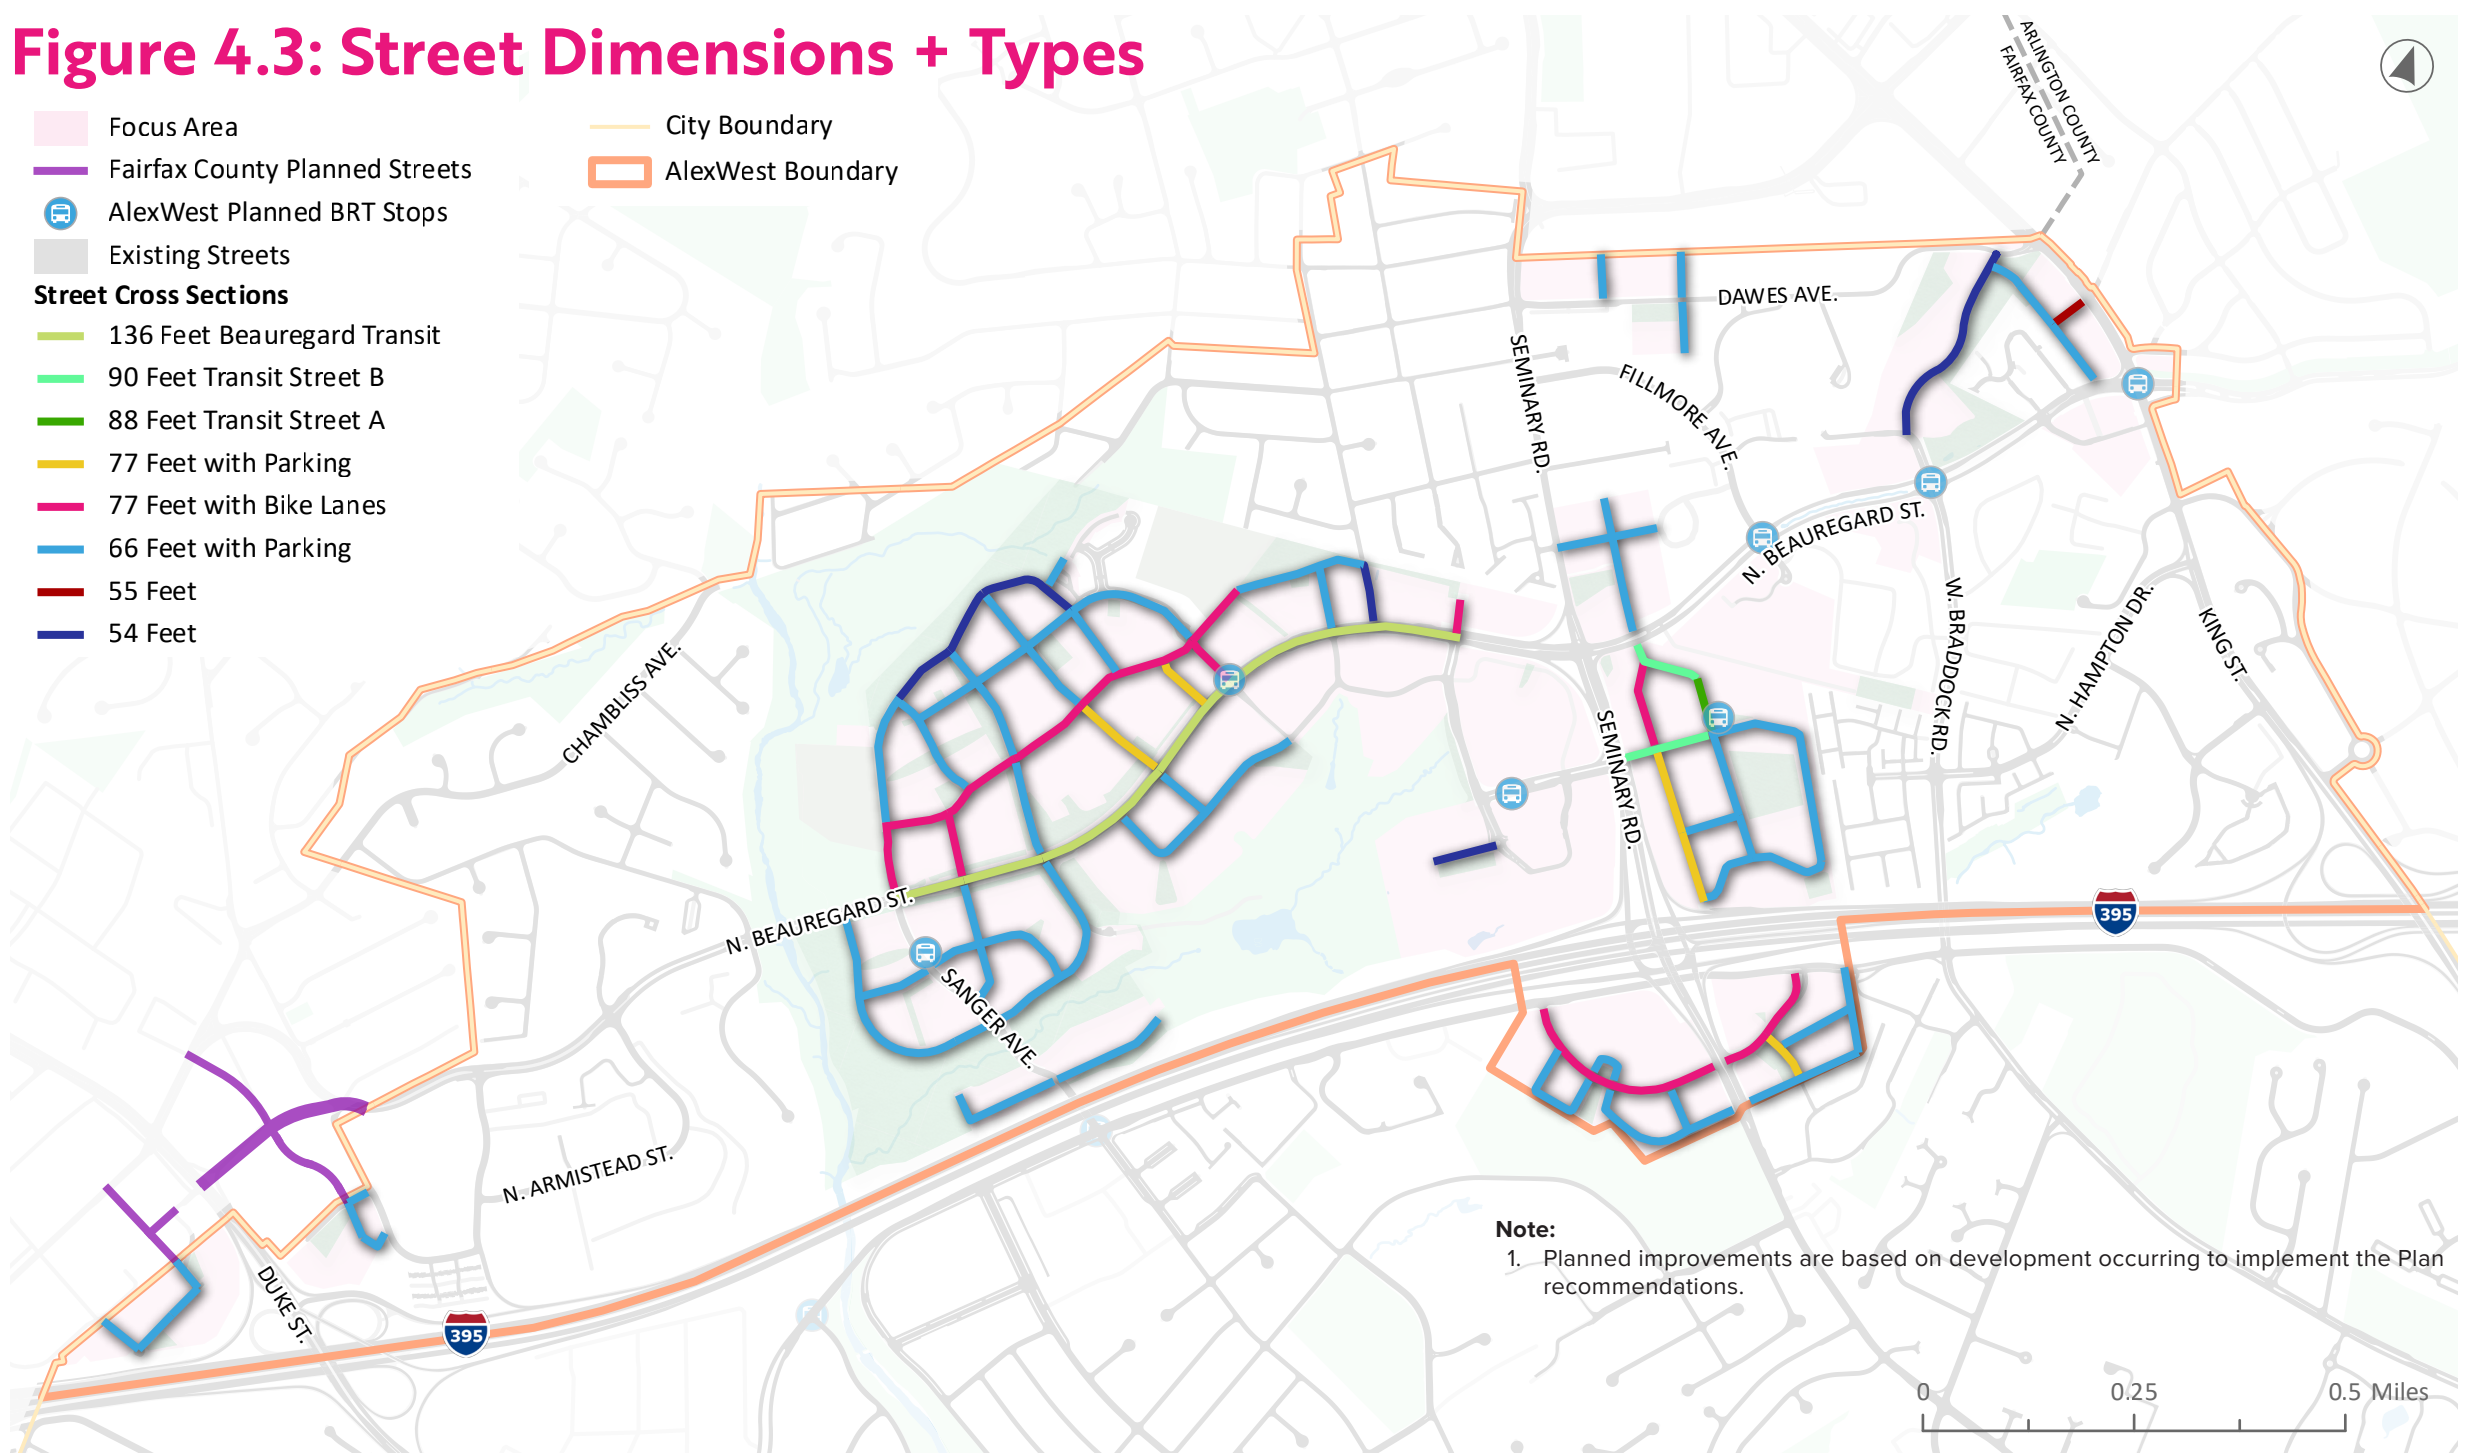 Figure 4.3: Street Dimensions + Types
Focus Area
Fairfax County Planned Streets
AlexWest Planned BRT Stops
Existing Streets
City Boundary
AlexWest Boundary
Street Cross Sections
136 Feet Beauregard Transit
90 Feet Transit Street B
88 Feet Transit Street A
77 Feet with Parking
77 Feet with Bike Lanes
66 Feet with Parking
55 Feet
54 Feet
ARLINGTON COUNTY
FAIRFAX COUNTY
DAWES AVE.
SEMINARY RD.
FILLMORE AVE.
N. BEAUREGARD ST.
W. BRADDOCK RD.
N. HAMPTON DR.
KING ST.
CHAMBLISS AVE.
SEMINARY RD.
N. BEAUREGARD ST.
SANGER AVE.
395
N. ARMISTEAD ST.
DUKE ST.
395
Note:
1. Planned improvements are based on development occurring to implement the Plan
recommendations.
0 0.25 0.5 Miles